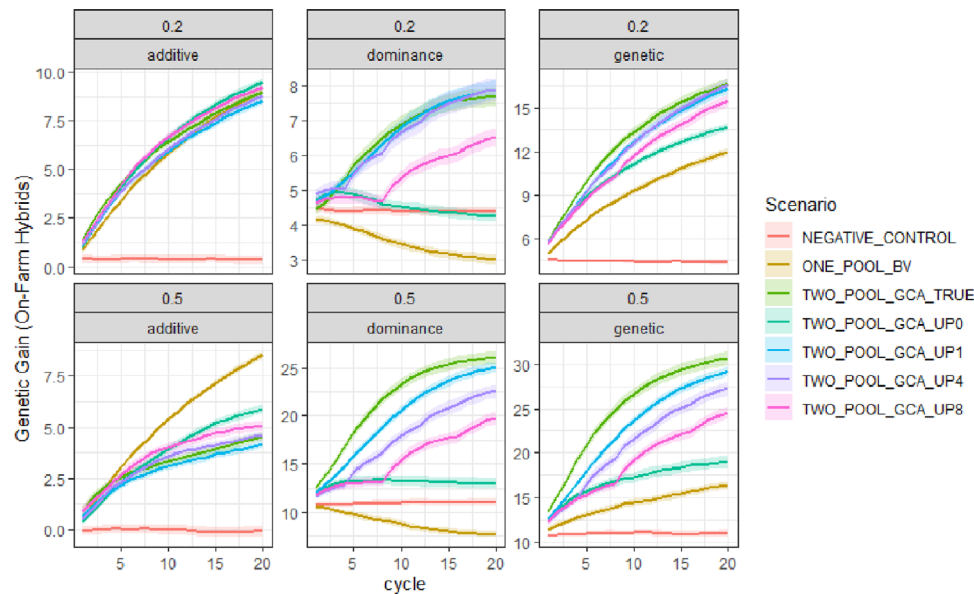 0.2
0.2
0.2
additive
dominance
genetic
10.0
7.5
5.0
2.5
0.0
8
7
6
5
4
3
15
12
9
6
0.5
0.5
0.5
additive
dominance
genetic
7.5
5.0
2.5
0.0
25
20
15
10
30
25
20
15
10
5 10 15 20
5 10 15 20
5 10 15 20
cycle
Genetic Gain (On-Farm Hybrids)
Scenario
NEGATIVE_CONTROL
ONE_POOL_BV
TWO_POOL_GCA_TRUE
TWO_POOL_GCA_UP0
TWO_POOL_GCA_UP1
TWO_POOL_GCA_UP4
TWO_POOL_GCA_UP8